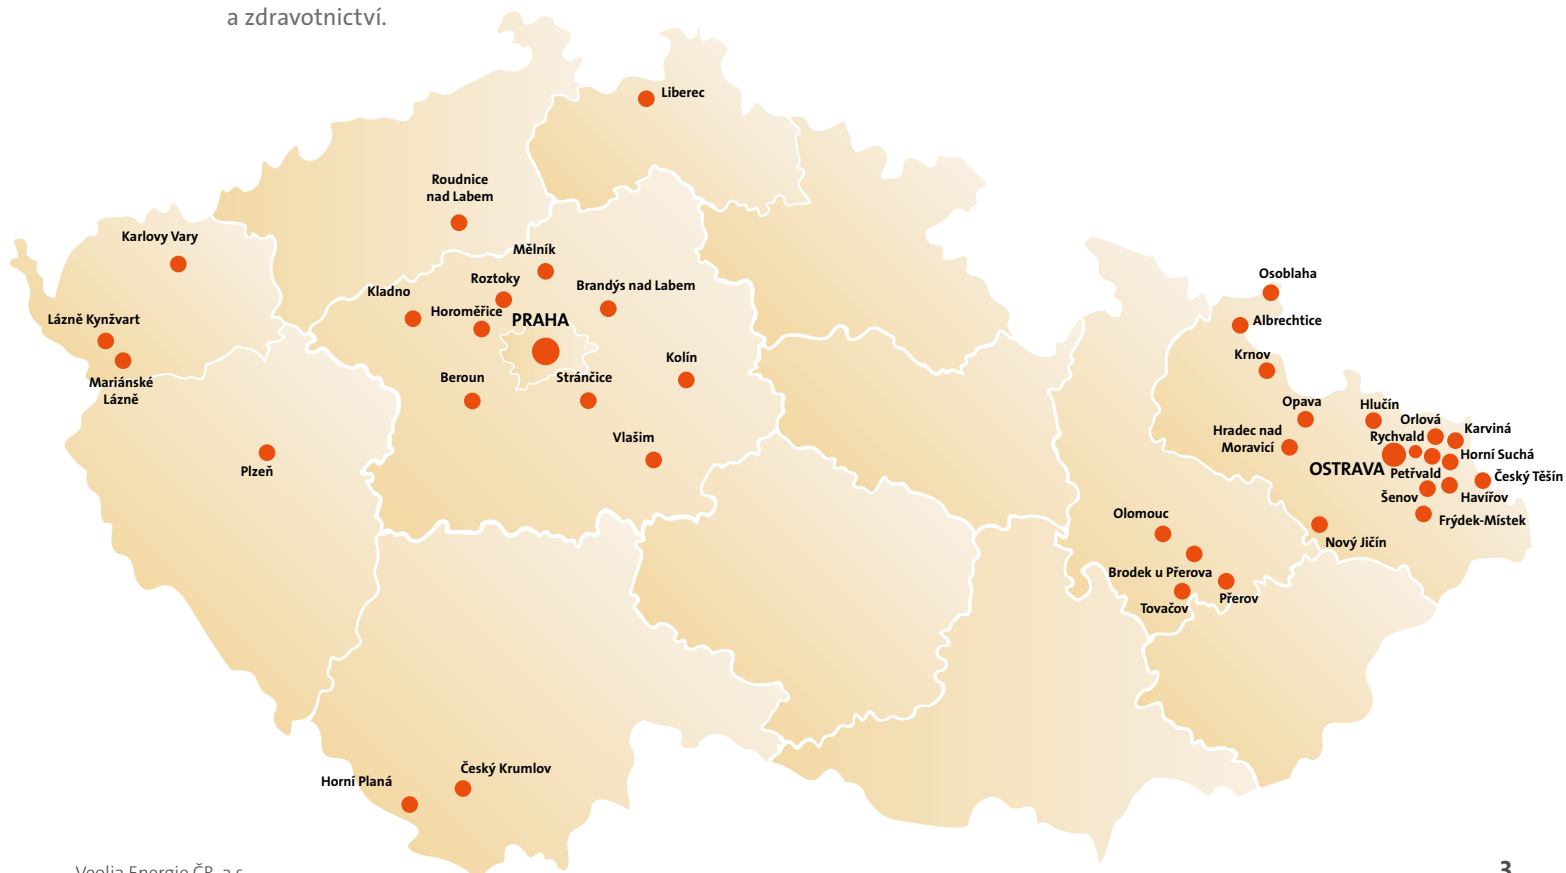 a zdravotnictví.
Liberec
Roudnice
nad Labem
Karlovy Vary
Mělník
Roztoky
Brandýs nad Labem
Kladno
Horoměřice
PRAHA
Lázně Kynžvart
Mariánské
Lázně
Kolín
Beroun
Stránčice
Vlašim
Plzeň
Osoblaha
Albrechtice
Krnov
Opava
Hlučín
Orlová
Karviná
Hradec nad
Moravicí
Rychvald
Horní Suchá
OSTRAVA
Petřvald
Český Těšín
Šenov
Havířov
Frýdek-Místek
Nový Jičín
Olomouc
Brodek u Přerova
Přerov
Tovačov
Český Krumlov
Horní Planá
Veolia Energie ČR, a.s.
3